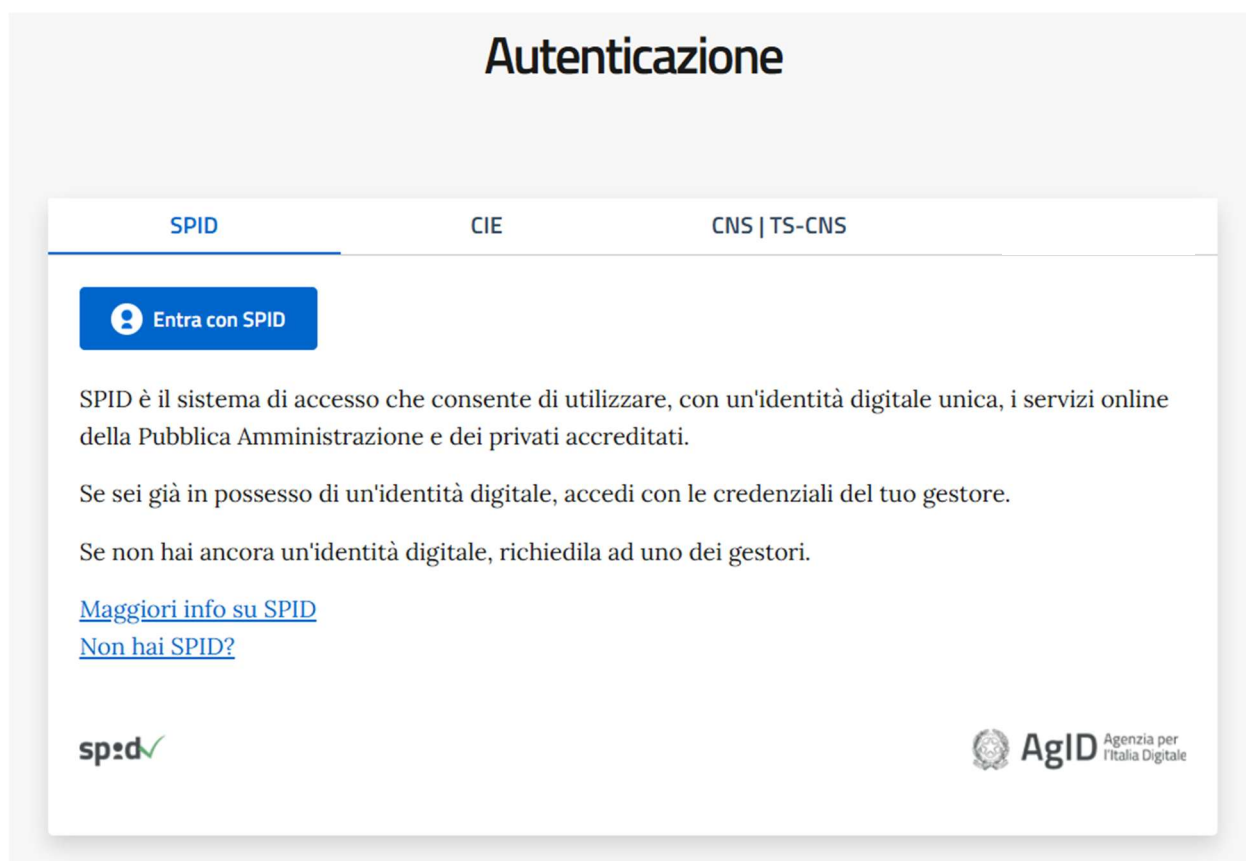 Autenticazione
SPID
CIE
CNS | TS-CNS
Entra con SPID
SPID è il sistema di accesso che consente di utilizzare, con un'identità digitale unica, i servizi online
della Pubblica Amministrazione e dei privati accreditati.
Se sei già in possesso di un'identità digitale, accedi con le credenziali del tuo gestore.
Se non hai ancora un'identità digitale, richiedila ad uno dei gestori.
Maggiori info su SPID
Non hai SPID?
spid
AgID
Agenzia per
l'Italia Digitale